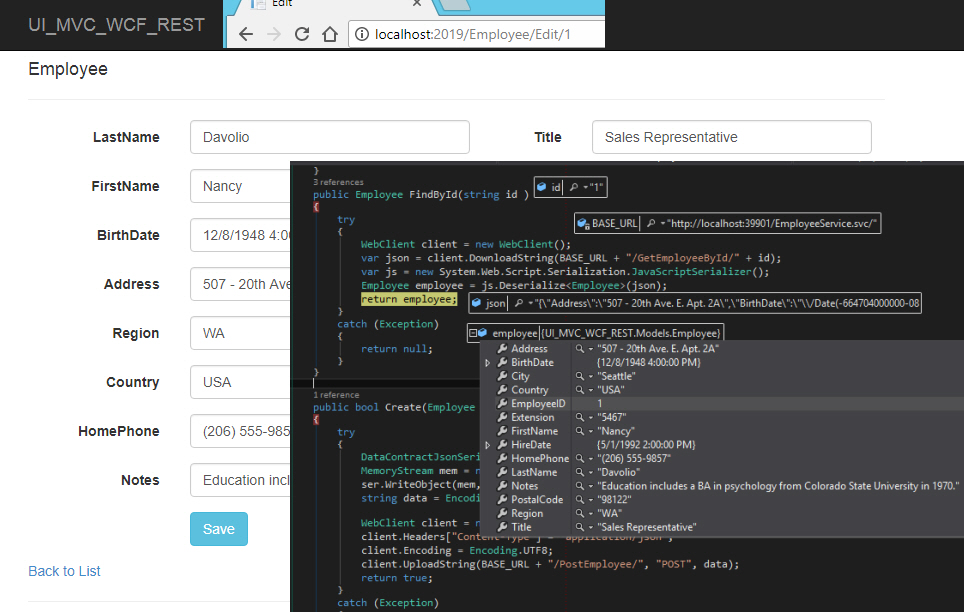 UI_MVC_WCF_REST
Edit
localhost:2019/Employee/Edit/1
Employee
LastName Davolio Title Sales Representative
FirstName Nancy
BirthDate 12/8/1948 4:0
Address 507 - 20th Ave
Region WA
Country USA
HomePhone (206) 555-985
Notes Education incl
Save
Back to List
}
3 references
public Employee FindById(string id ) id "1"
{
try BASE_URL "http://localhost:39901/EmployeeService.svc/"
{
WebClient client = new WebClient();
var json = client.DownloadString(BASE_URL + "/GetEmployeeById/" + id);
var js = new System.Web.Script.Serialization.JavaScriptSerializer();
Employee employee = js.Deserialize<Employee>(json);
return employee; json "{\"Address\":\"507 - 20th Ave. E. Apt. 2A\",\"BirthDate\":\"\\/Date(-664704000000-08
}
catch (Exception) employee {UI_MVC_WCF_REST.Models.Employee}
{
return null;
}
}
Address "507 - 20th Ave. E. Apt. 2A"
BirthDate {12/8/1948 4:00:00 PM}
City "Seattle"
Country "USA"
EmployeeID 1
Extension "5467"
FirstName "Nancy"
HireDate {5/1/1992 2:00:00 PM}
HomePhone "(206) 555-9857"
LastName "Davolio"
Notes "Education includes a BA in psychology from Colorado State University in 1970."
PostalCode "98122"
Region "WA"
Title "Sales Representative"
1 reference
public bool Create(Employee
{
try
{
DataContractJsonSeri
MemoryStream mem = n
ser.WriteObject(mem,
string data = Encodi
WebClient client = n
client.Headers["Content-Type"] = "application/json";
client.Encoding = Encoding.UTF8;
client.UploadString(BASE_URL + "/PostEmployee/", "POST", data);
return true;
}
catch (Exception)